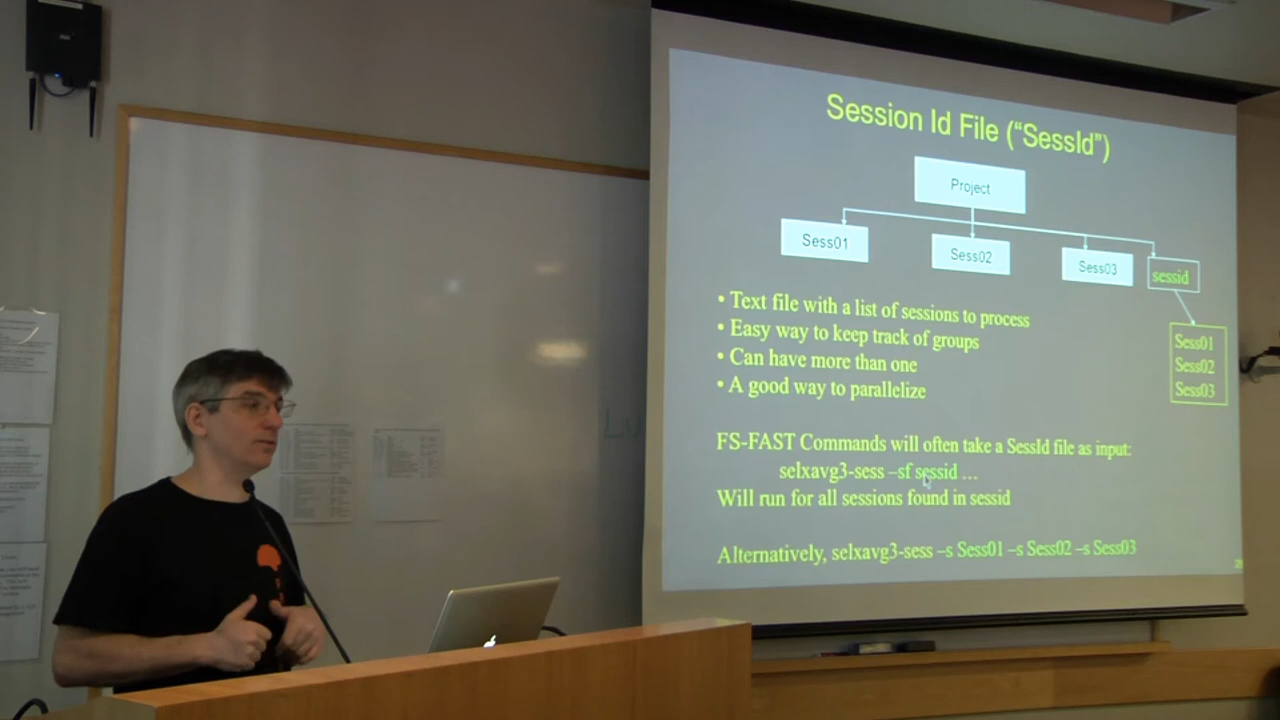 Session Id File (“SessId”)
Project
Sess01
Sess02
Sess03
sessid
• Text file with a list of sessions to process
• Easy way to keep track of groups
• Can have more than one
• A good way to parallelize
Sess01
Sess02
Sess03
FS-FAST Commands will often take a SessId file as input:
selxavg3-sess –sf sessid ...
Will run for all sessions found in sessid
Alternatively, selxavg3-sess –s Sess01 –s Sess02 –s Sess03